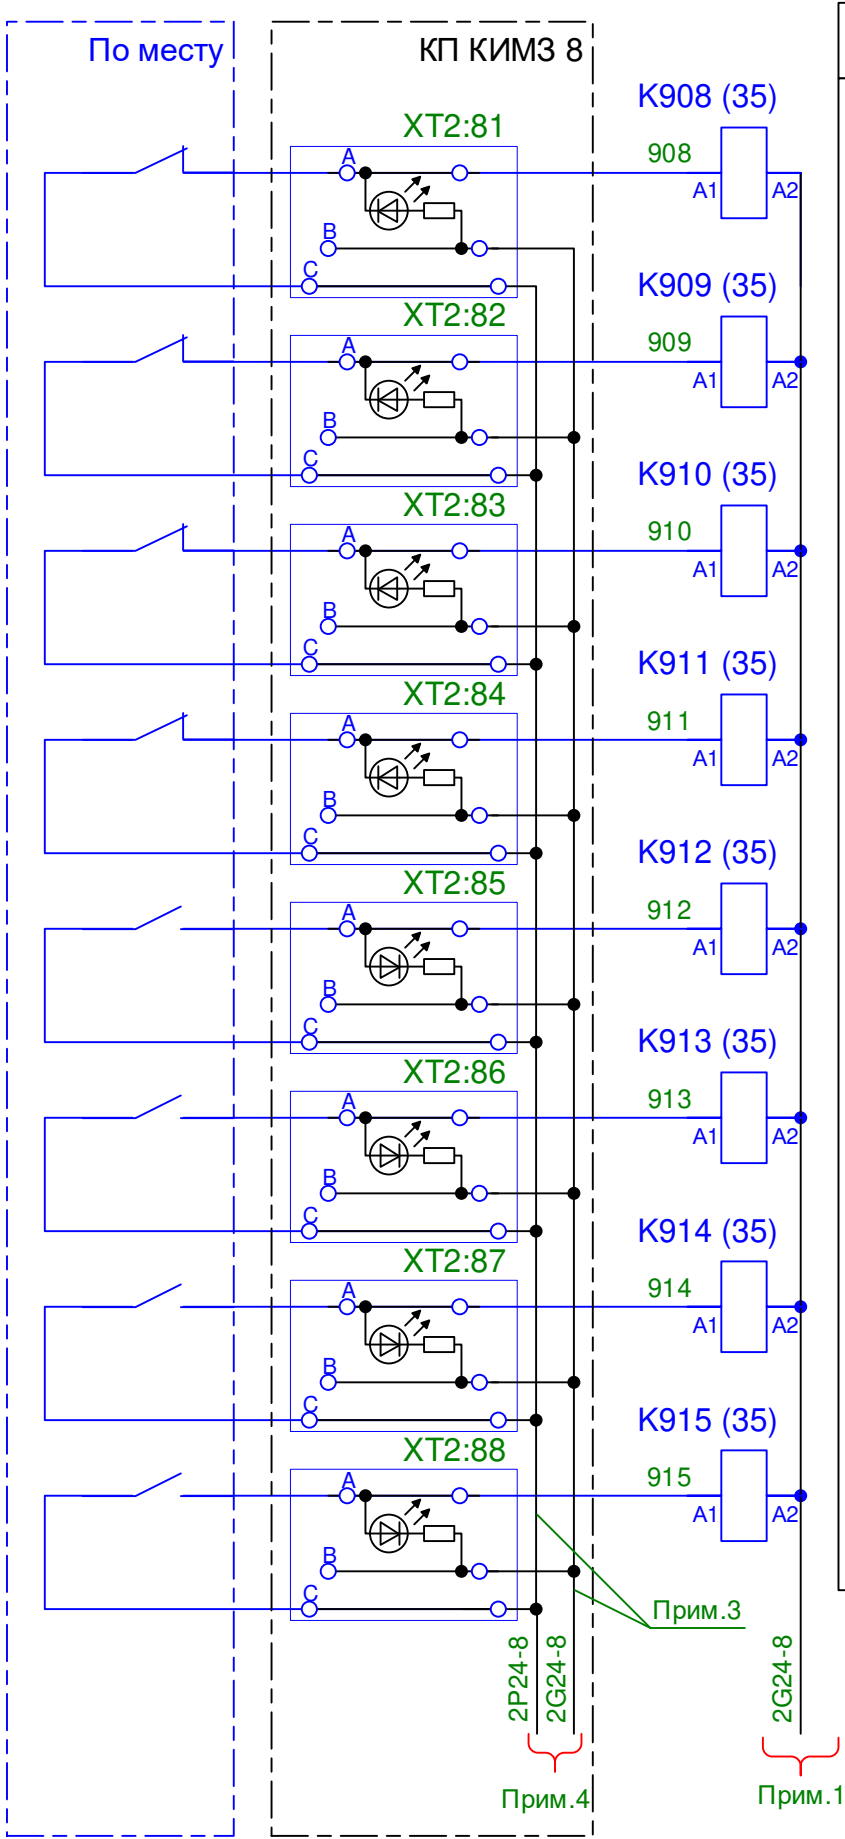 По месту
КП КИМЗ 8
K908 (35)
XT2:81
908
A
A1
A2
B
C
K909 (35)
XT2:82
909
A
A1
A2
B
C
K910 (35)
XT2:83
910
A
A1
A2
B
C
K911 (35)
XT2:84
911
A
A1
A2
B
C
K912 (35)
XT2:85
912
A
A1
A2
B
C
K913 (35)
XT2:86
913
A
A1
A2
B
C
K914 (35)
XT2:87
914
A
A1
A2
B
C
K915 (35)
XT2:88
915
A
A1
A2
B
C
Прим.3
2P24-8
2G24-8
2G24-8
Прим.4
Прим.1